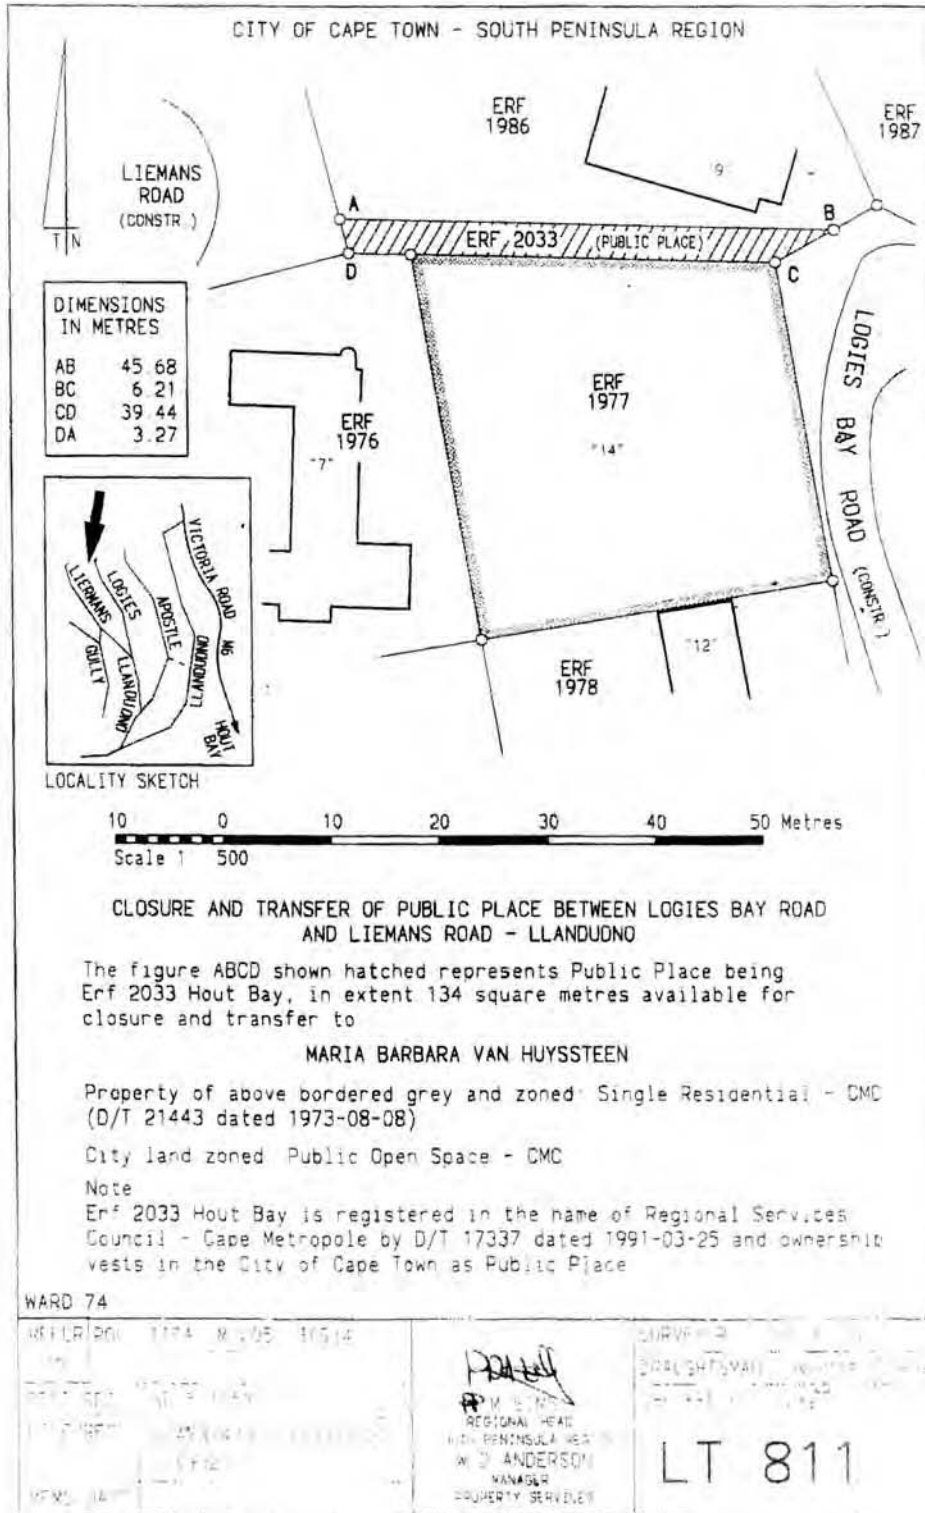 CITY OF CAPE TOWN - SOUTH PENINSULA REGION
ERF
1986
ERF
1987
LIEMANS
ROAD
(CONSTR.)
"9"
T N
A
B
ERF 2033 (PUBLIC PLACE)
D
C
DIMENSIONS
IN METRES
AB 45.68
BC 6.21
CD 39.44
DA 3.27
ERF
1977
"14"
ERF
1976
"7"
LOGIES BAY ROAD (CONSTR.)
VICTORIA ROAD M6
LIERMANS
LOGIES
APOSTLE
LLANDUDNO
GULLY
LLANDUDNO
HOUT
BAY
"12"
ERF
1978
LOCALITY SKETCH
10 0 10 20 30 40 50 Metres
Scale 1 500
CLOSURE AND TRANSFER OF PUBLIC PLACE BETWEEN LOGIES BAY ROAD
AND LIEMANS ROAD - LLANDUDNO
The figure ABCD shown hatched represents Public Place being
Erf 2033 Hout Bay, in extent 134 square metres available for
closure and transfer to
MARIA BARBARA VAN HUYSSTEEN
Property of above bordered grey and zoned Single Residential - CMC
(D/T 21443 dated 1973-08-08)
City land zoned Public Open Space - CMC
Note
Erf 2033 Hout Bay is registered in the name of Regional Services
Council - Cape Metropole by D/T 17337 dated 1991-03-25 and ownership
vests in the City of Cape Town as Public Place
WARD 74
SURVEYOR
DRAUGHTSMAN
REGIONAL HEAD
PENINSULA
W D ANDERSON
MANAGER
PROPERTY SERVICES
LT 811